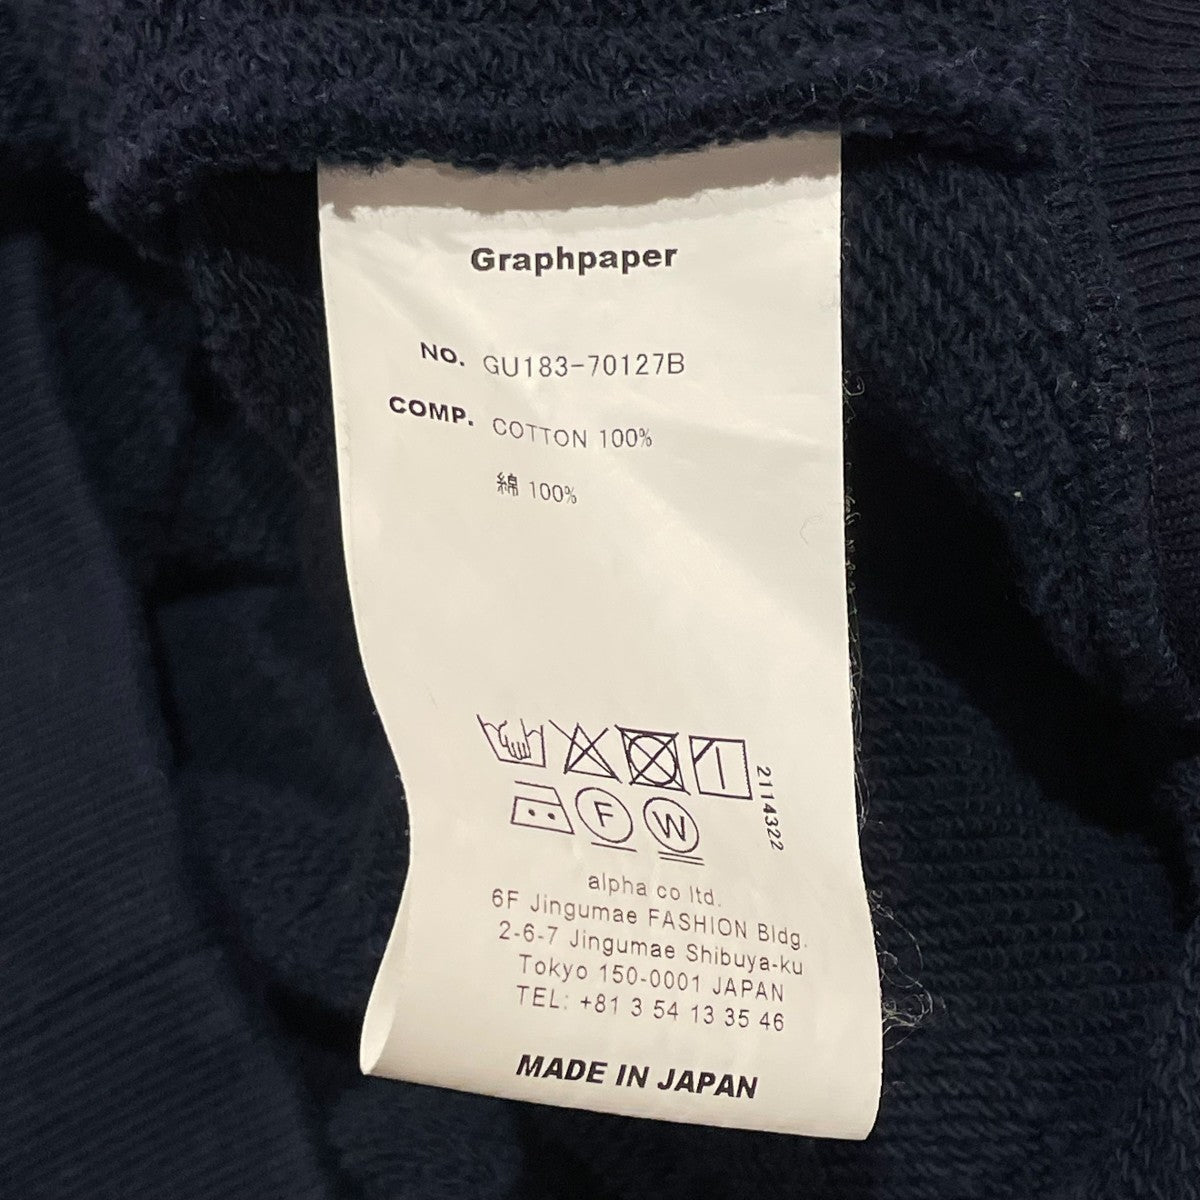 Graphpaper
NO. GU183-70127B
COMP. COTTON 100%
綿 100%
2114322
F W
alpha co ltd.
6F Jingumae FASHION Bldg.
2-6-7 Jingumae Shibuya-ku
Tokyo 150-0001 JAPAN
TEL: +81 3 54 13 35 46
MADE IN JAPAN